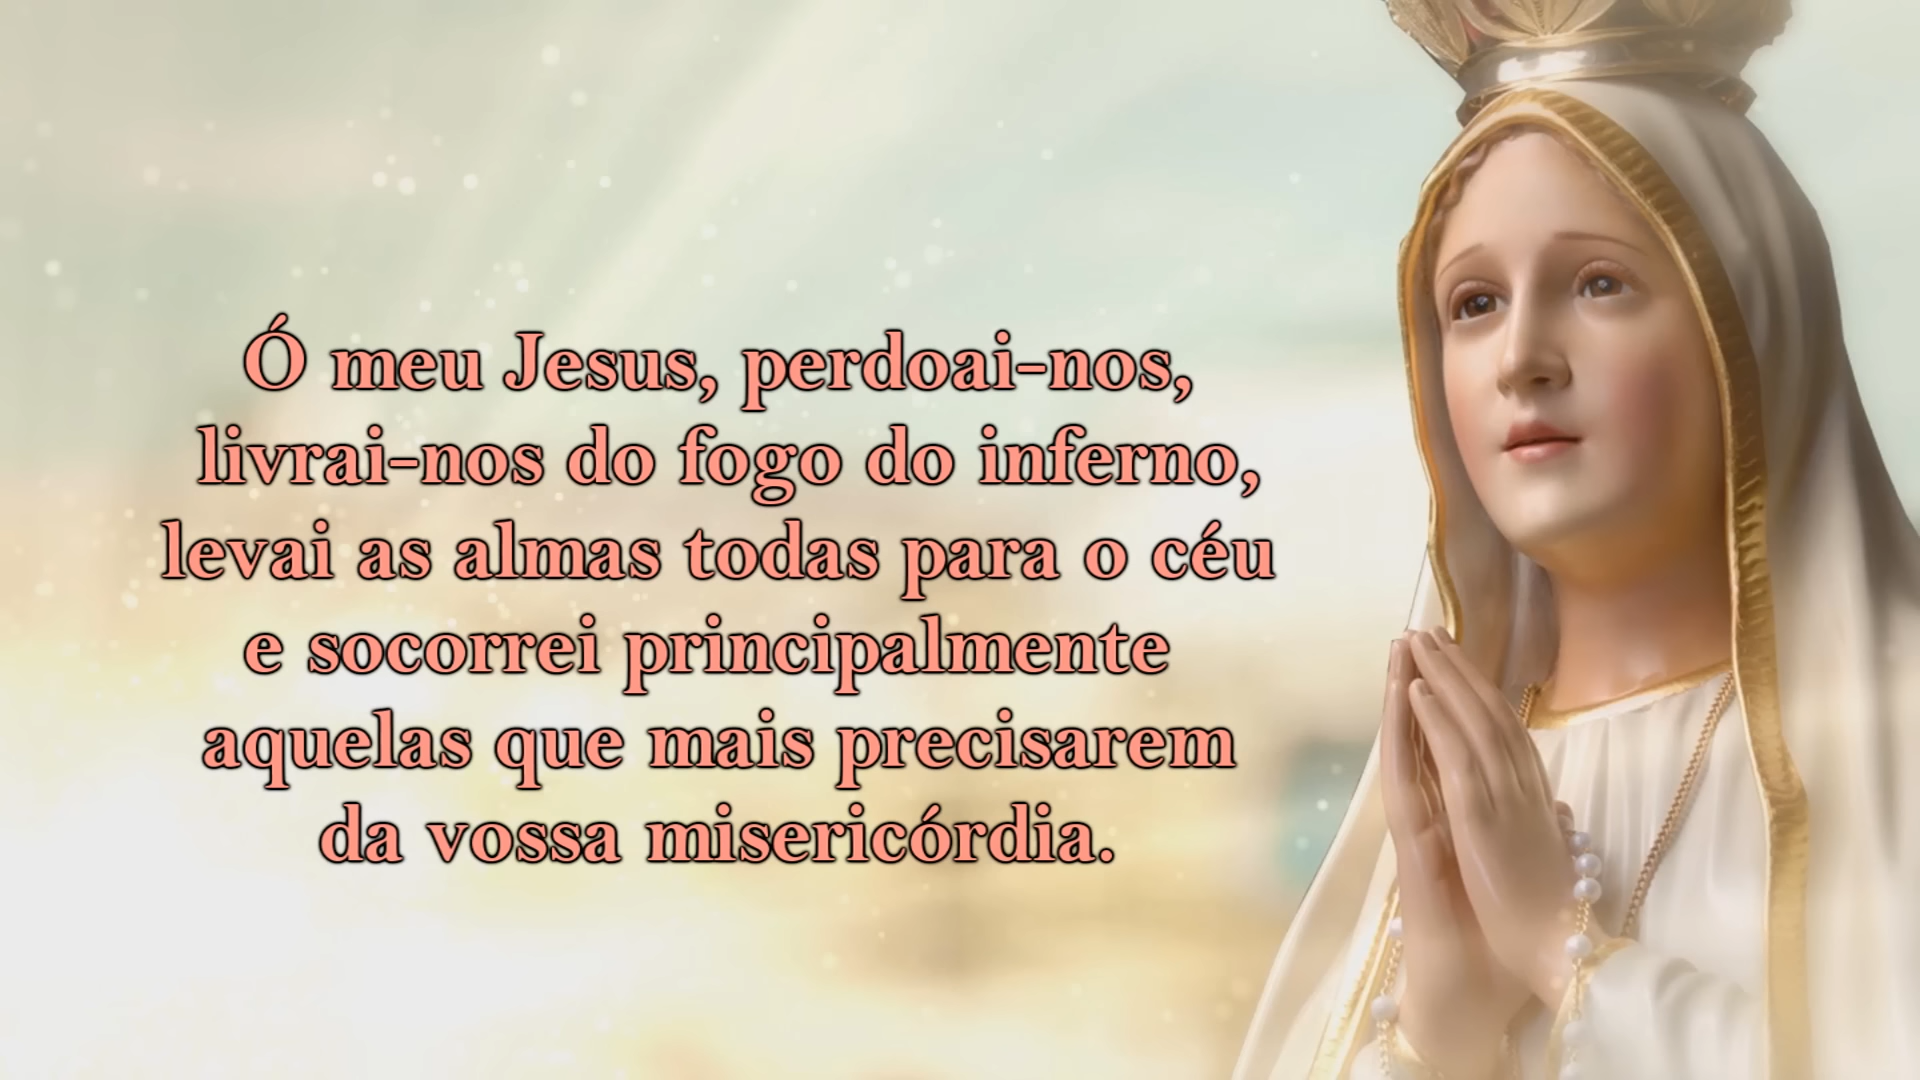 Ó meu Jesus, perdoai-nos,
livrai-nos do fogo do inferno,
levai as almas todas para o céu
e socorrei principalmente
aquelas que mais precisarem
da vossa misericórdia.